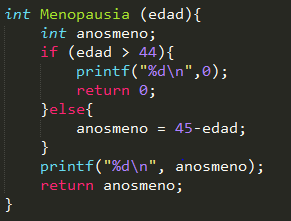 int Menopausia (edad){
    int anosmeno;
    if (edad > 44){
        printf("%d\n",0);
        return 0;
    }else{
        anosmeno = 45-edad;
    }
    printf("%d\n", anosmeno);
    return anosmeno;
}